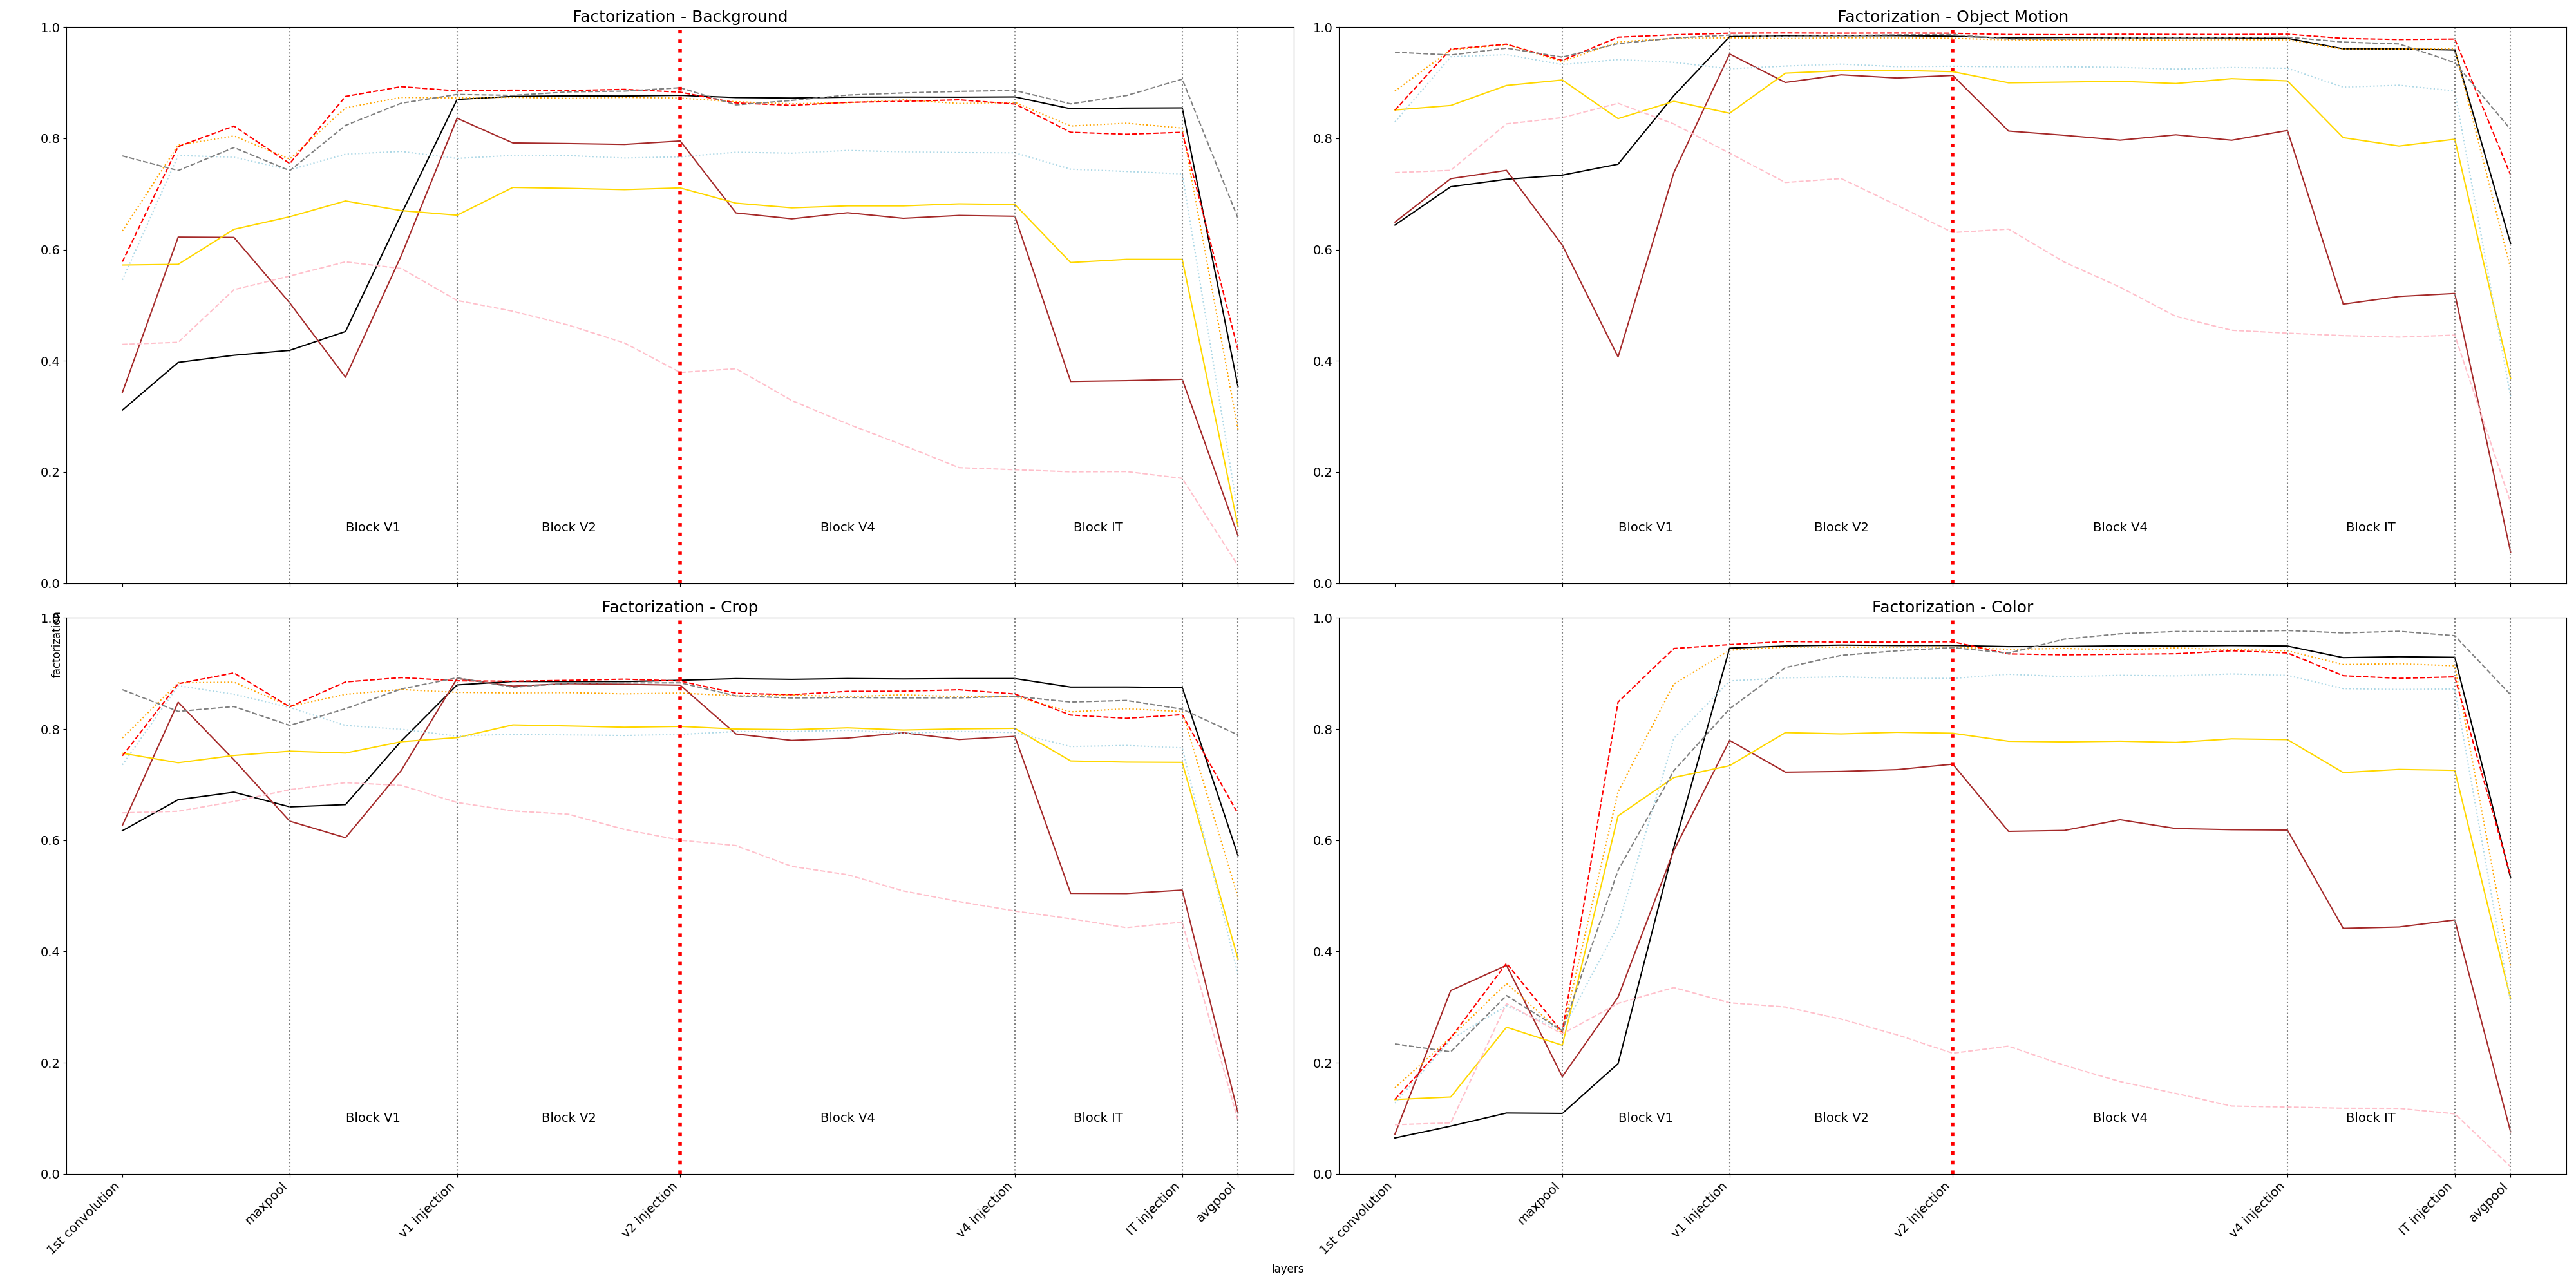 Factorization - Background
1.0
0.8
0.6
0.4
0.2
0.0
Block V1
Block V2
Block V4
Block IT
Factorization - Object Motion
1.0
0.8
0.6
0.4
0.2
0.0
Block V1
Block V2
Block V4
Block IT
factorization
Factorization - Crop
1.0
0.8
0.6
0.4
0.2
0.0
Block V1
Block V2
Block V4
Block IT
1st convolution
maxpool
v1 injection
v2 injection
v4 injection
IT injection
avgpool
Factorization - Color
1.0
0.8
0.6
0.4
0.2
0.0
Block V1
Block V2
Block V4
Block IT
1st convolution
maxpool
v1 injection
v2 injection
v4 injection
IT injection
avgpool
layers